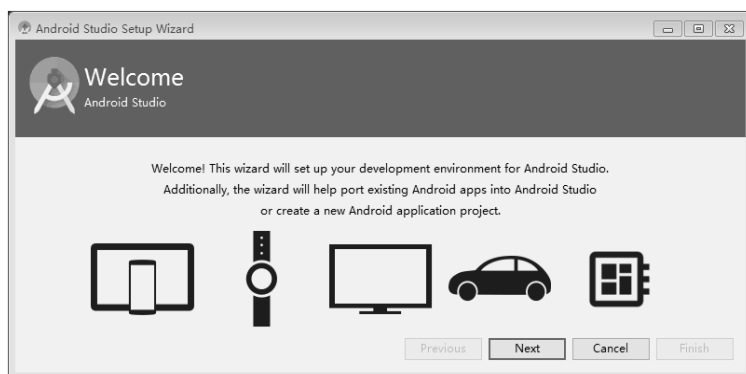 Android Studio Setup Wizard
Welcome
Android Studio
Welcome! This wizard will set up your development environment for Android Studio.
Additionally, the wizard will help port existing Android apps into Android Studio
or create a new Android application project.
Previous Next Cancel Finish